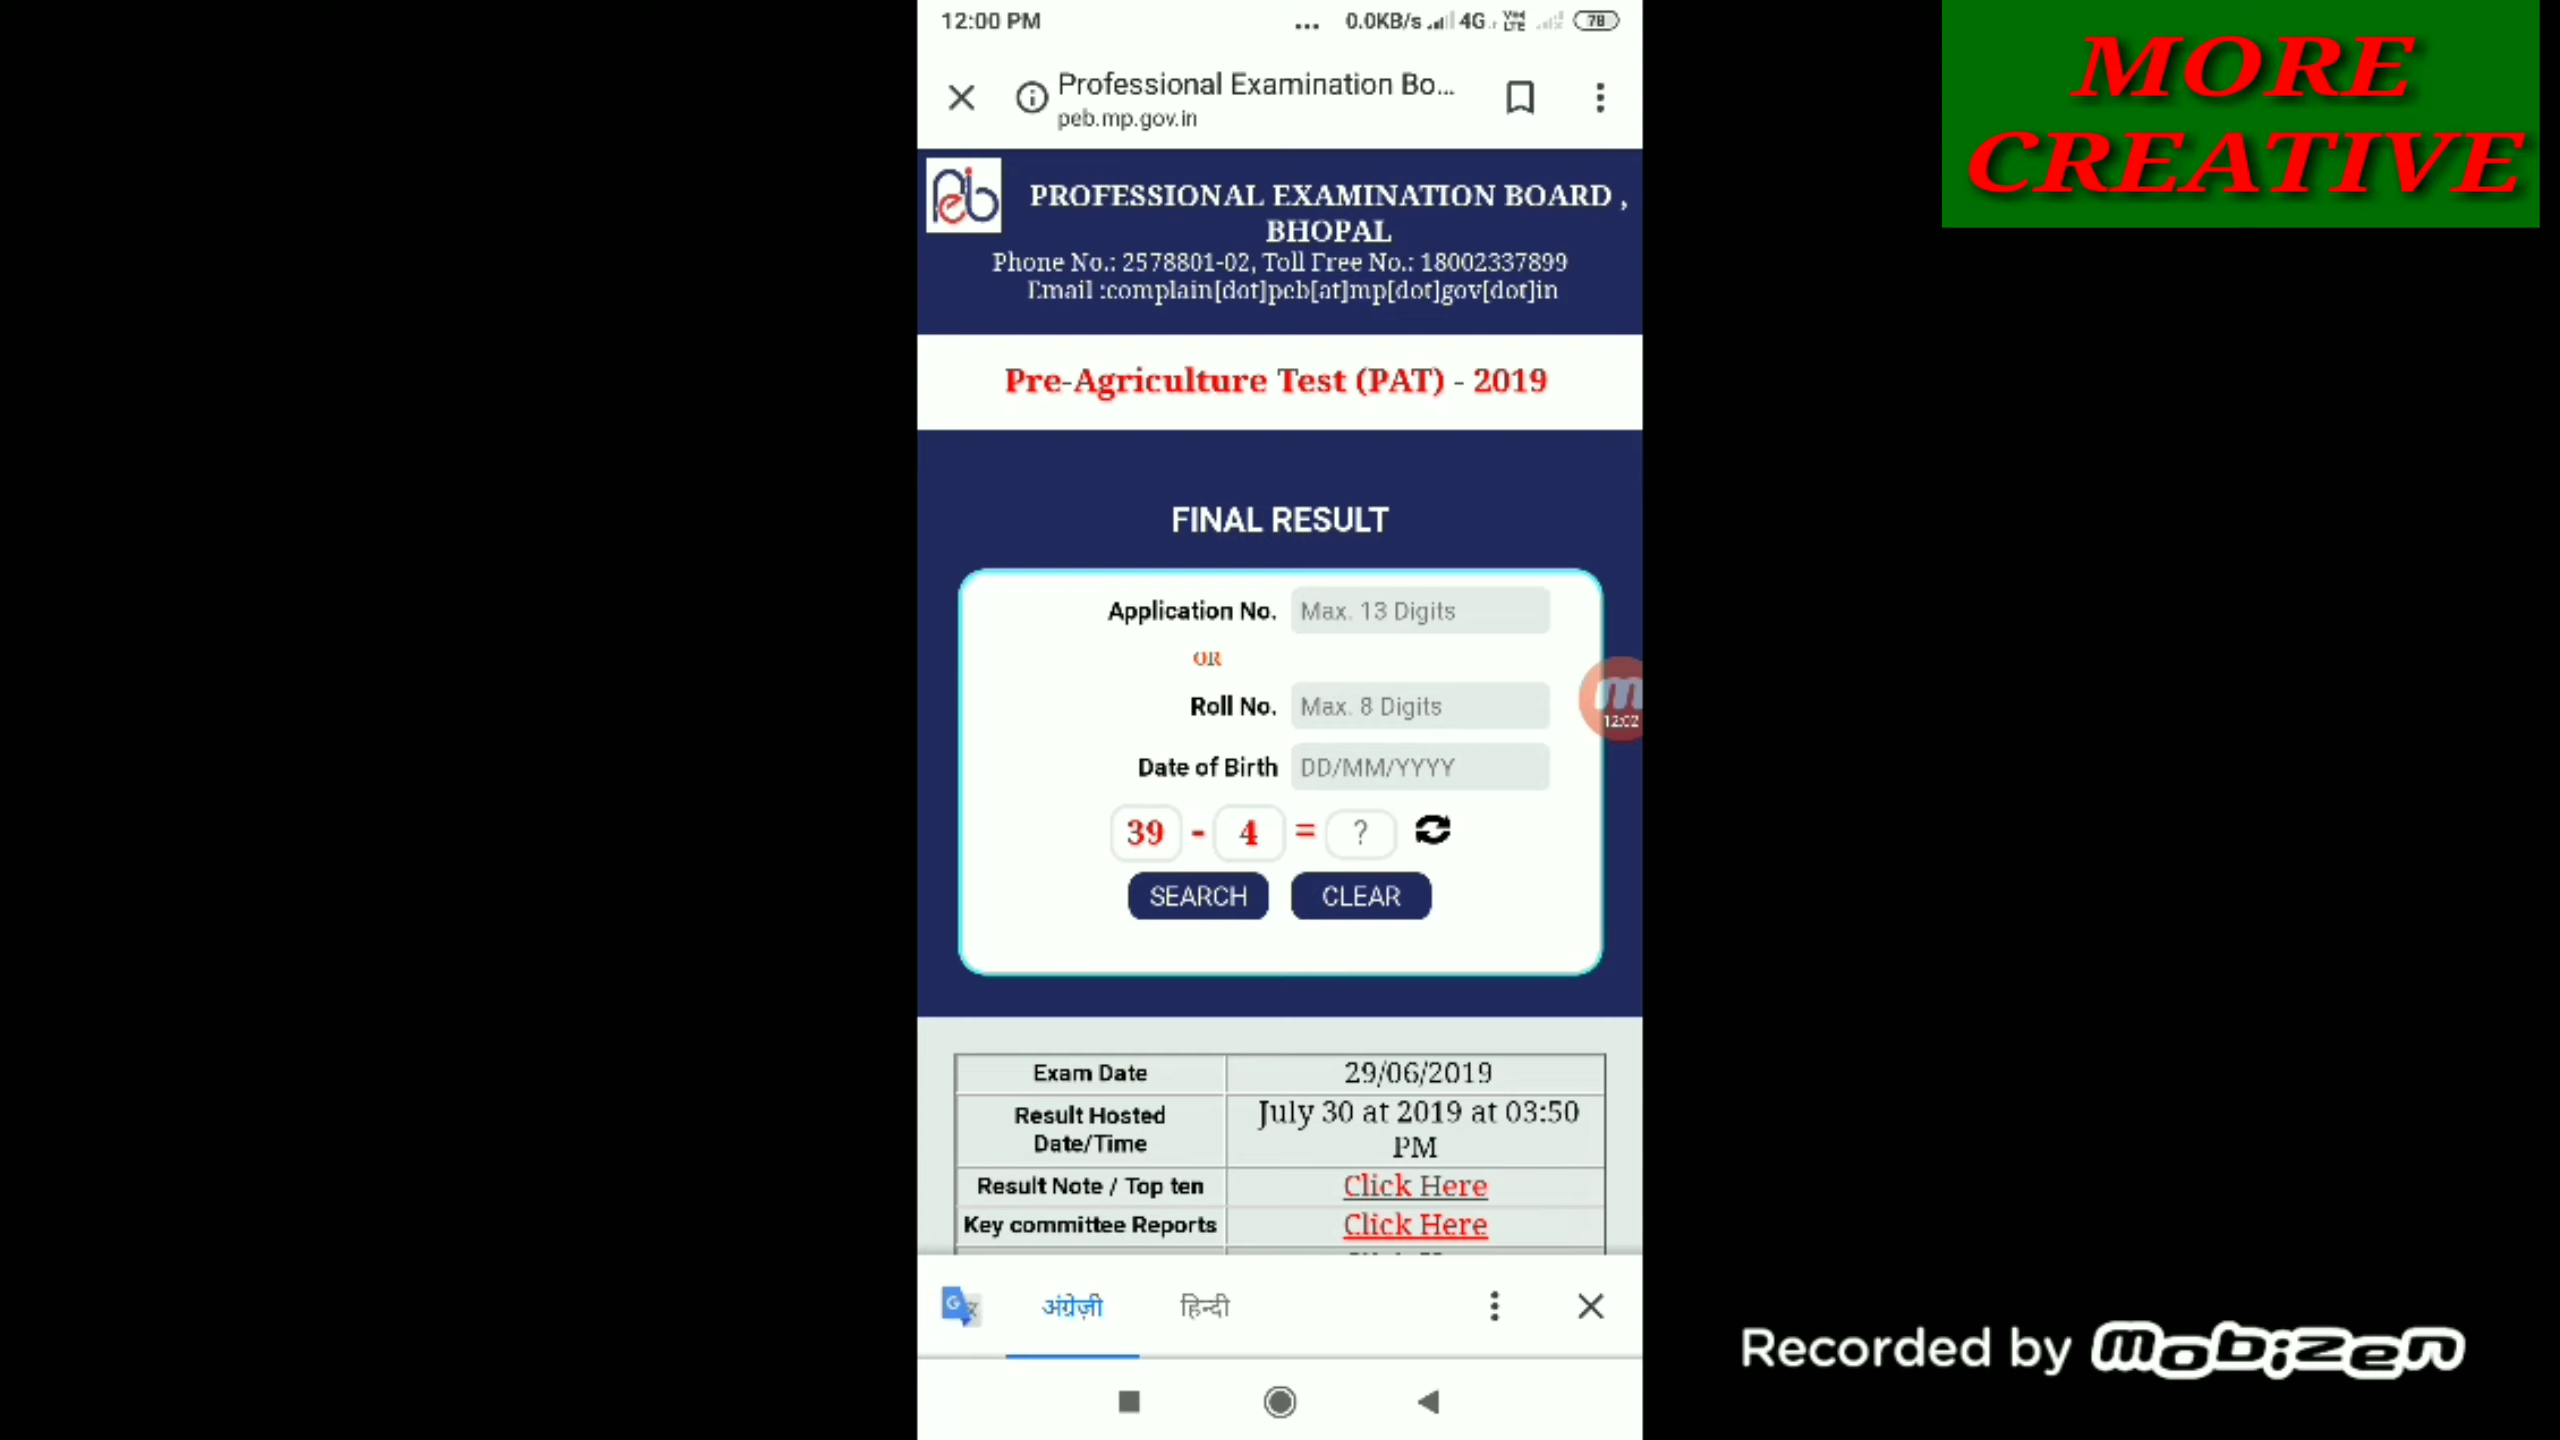 12:00 PM ... 0.0KB/s 4G Vo LTE 78
MORE
CREATIVE
Professional Examination Bo...
peb.mp.gov.in
Peb
PROFESSIONAL EXAMINATION BOARD ,
BHOPAL
Phone No.: 2578801-02, Toll Free No.: 18002337899
Email :complain[dot]peb[at]mp[dot]gov[dot]in
Pre-Agriculture Test (PAT) - 2019
FINAL RESULT
Application No. Max. 13 Digits
OR
Roll No. Max. 8 Digits
m
12:02
Date of Birth DD/MM/YYYY
39 - 4 = ?
SEARCH CLEAR
Exam Date 29/06/2019
Result Hosted Date/Time July 30 at 2019 at 03:50
PM
Result Note / Top ten Click Here
Key committee Reports Click Here
G
अंग्रेज़ी हिन्दी
Recorded by mobizen